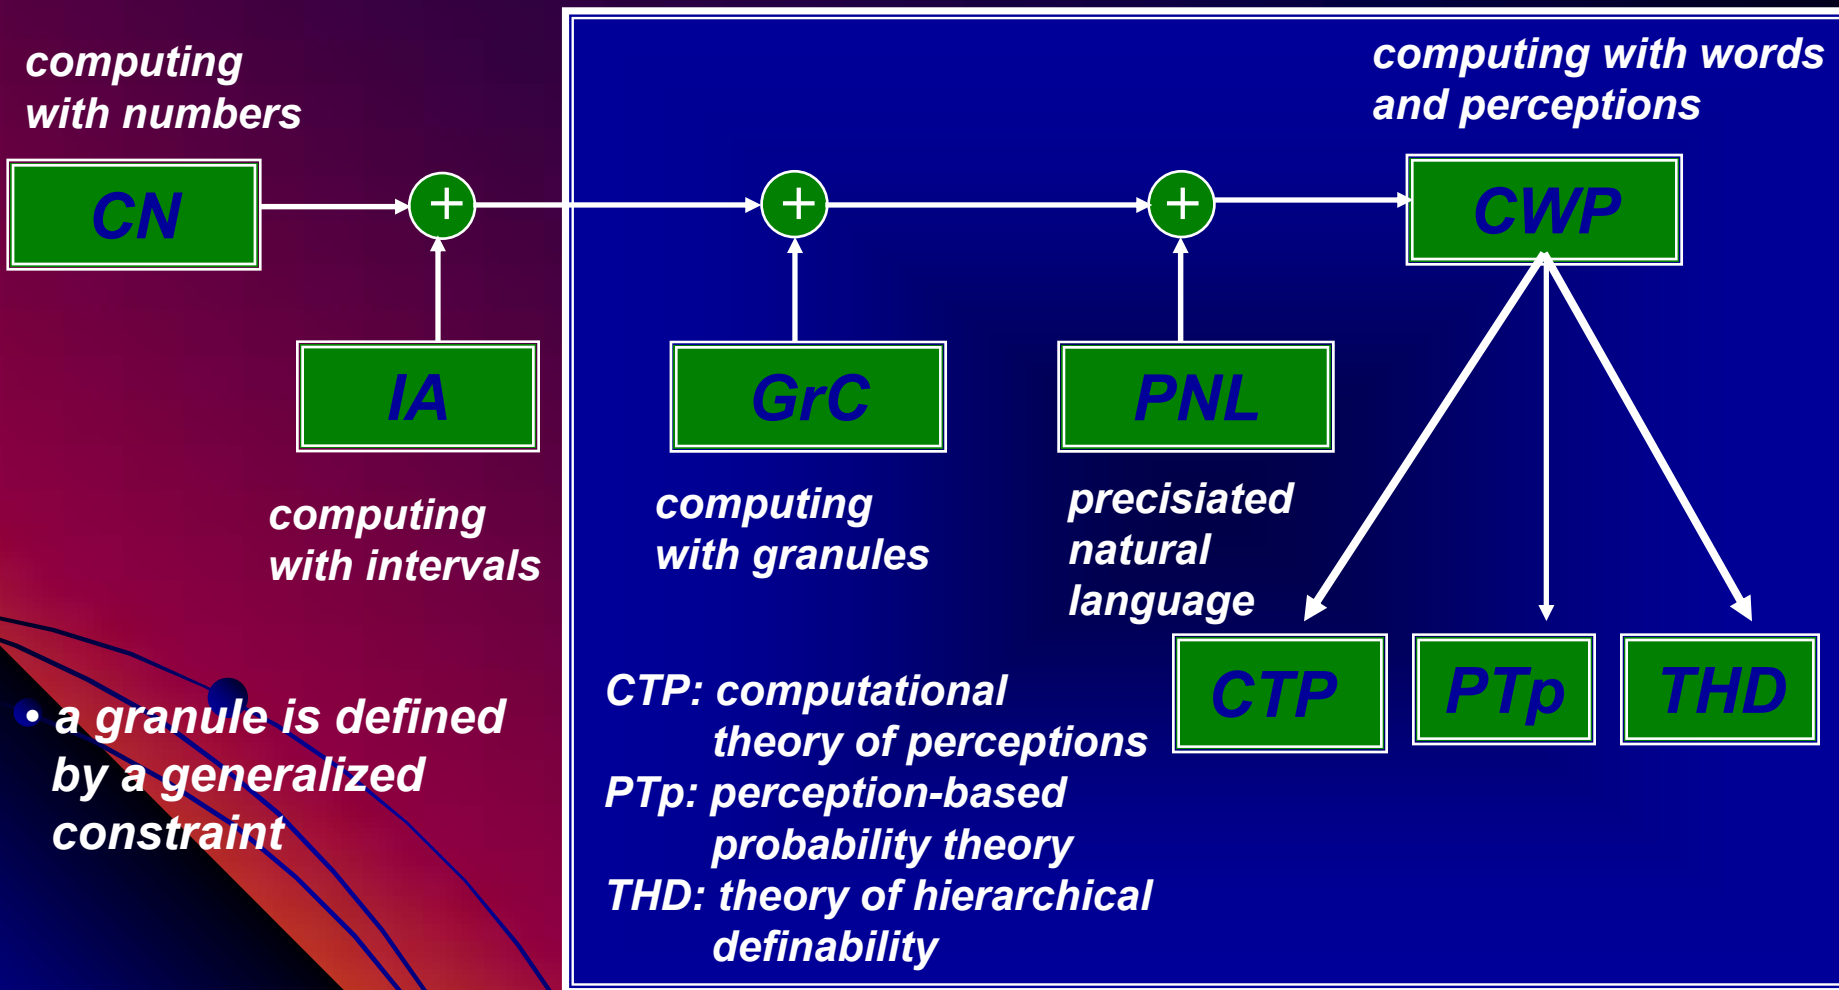 computing
with numbers
computing with words
and perceptions
CN
+
+
+
CWP
IA
GrC
PNL
computing
with intervals
computing
with granules
precisiated
natural
language
CTP
PTp
THD
• a granule is defined
by a generalized
constraint
CTP: computational
theory of perceptions
PTp: perception-based
probability theory
THD: theory of hierarchical
definability